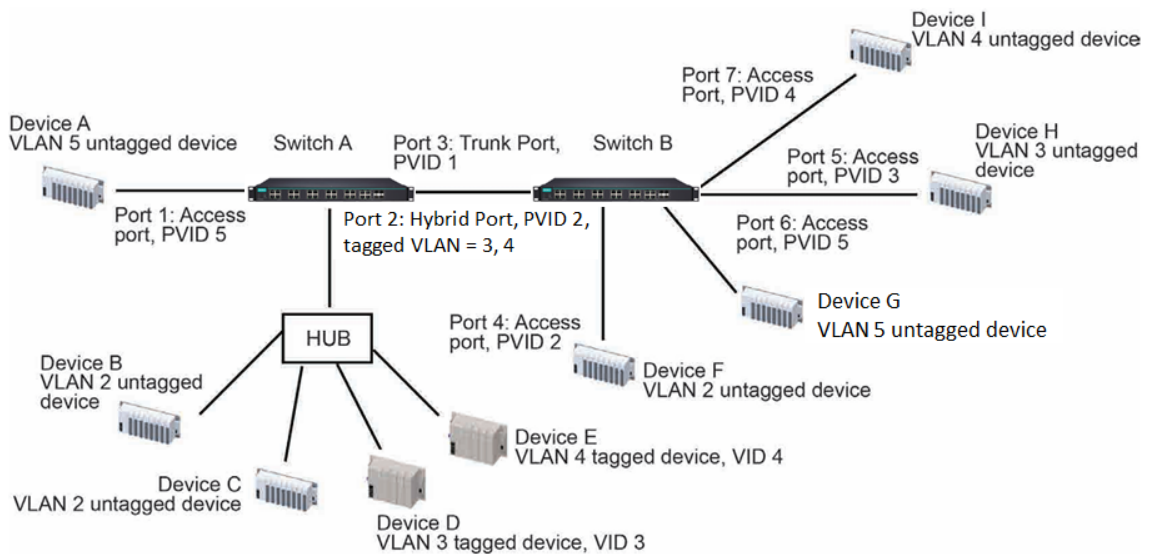 Device I
VLAN 4 untagged device
Port 7: Access
Port, PVID 4
Device A
VLAN 5 untagged device
Switch A
Port 3: Trunk Port,
PVID 1
Switch B
Device H
VLAN 3 untagged
device
Port 5: Access
port, PVID 3
Port 1: Access
port, PVID 5
Port 2: Hybrid Port, PVID 2,
tagged VLAN = 3, 4
Port 6: Access
port, PVID 5
Device G
VLAN 5 untagged device
HUB
Port 4: Access
port, PVID 2
Device B
VLAN 2 untagged
device
Device F
VLAN 2 untagged device
Device E
VLAN 4 tagged device, VID 4
Device C
VLAN 2 untagged device
Device D
VLAN 3 tagged device, VID 3